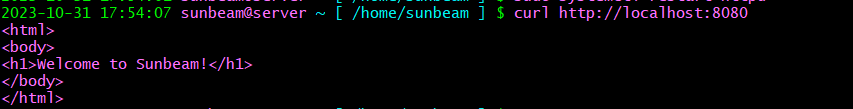 2023-10-31 17:54:07 sunbeam@server ~ [ /home/sunbeam ] $ curl http://localhost:8080
<html>
<body>
<h1>Welcome to Sunbeam!</h1>
</body>
</html>